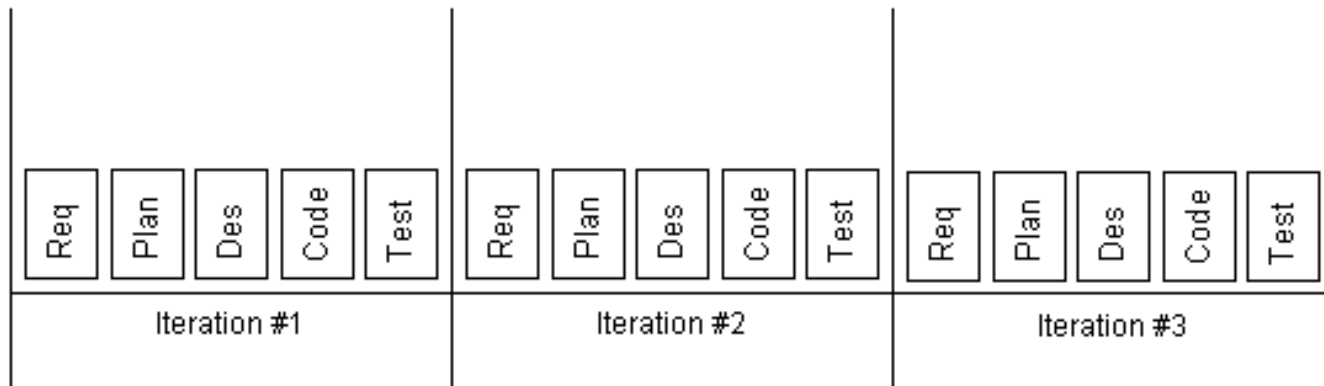 Req Plan Des Code Test Req Plan Des Code Test Req Plan Des Code Test
Iteration #1 Iteration #2 Iteration #3